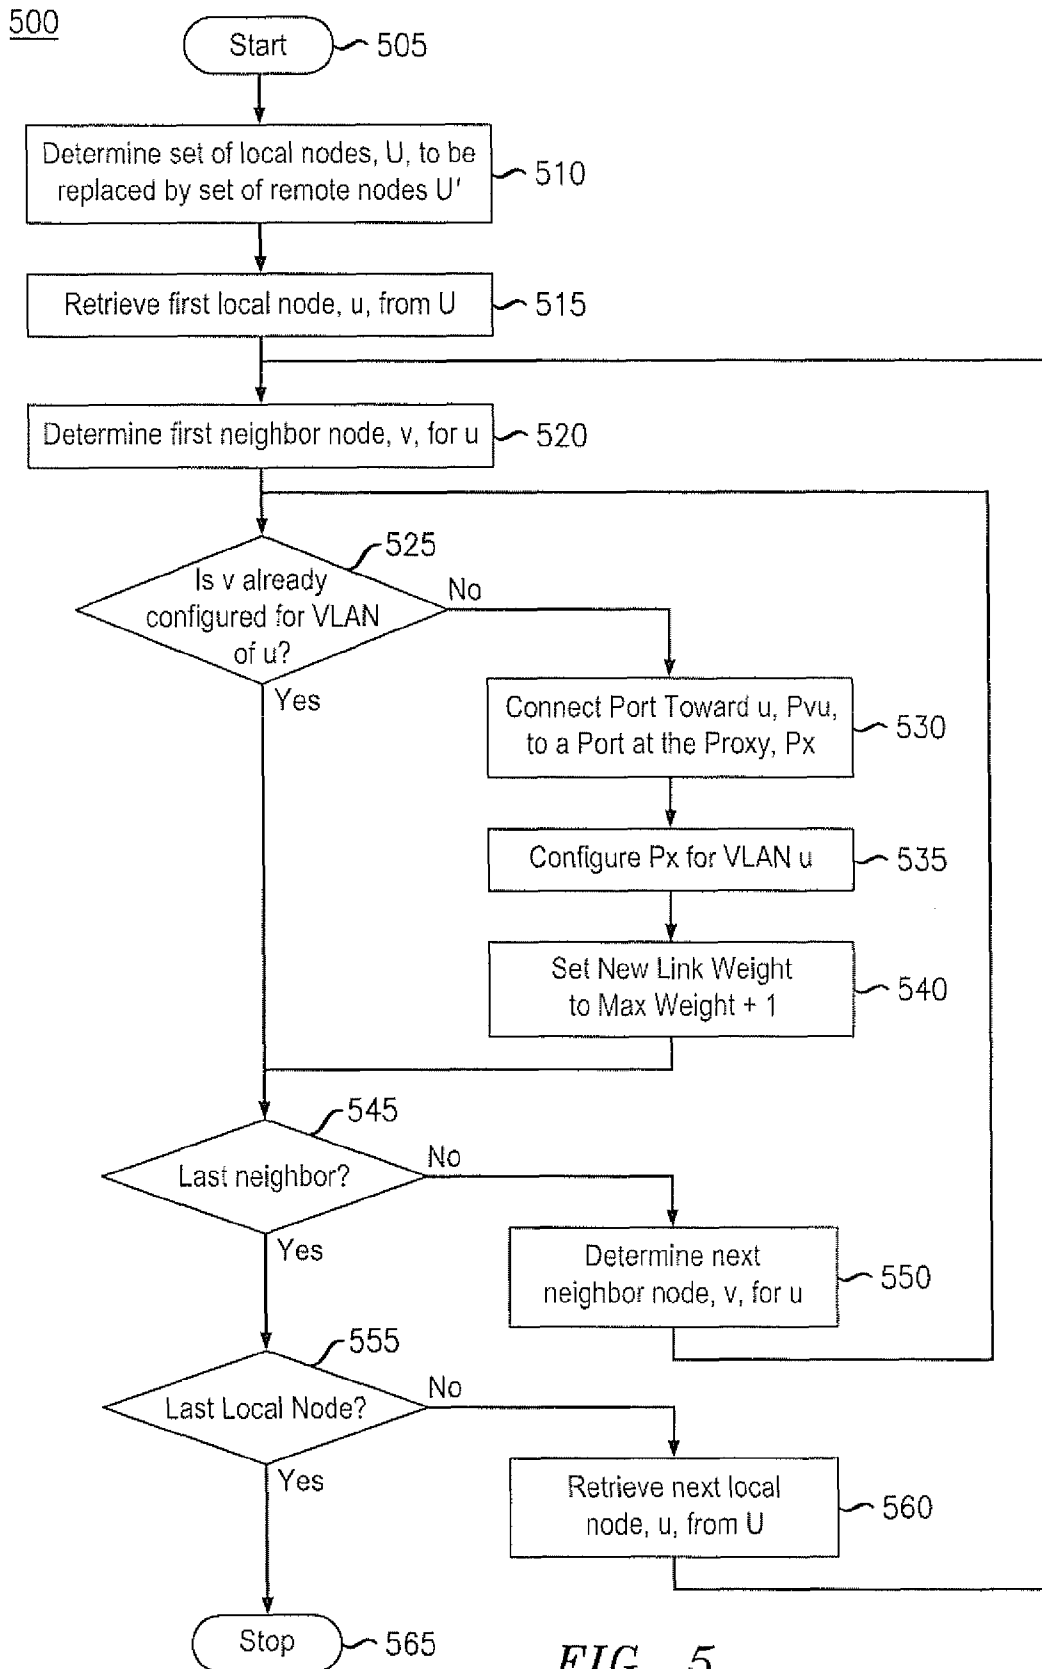 500
Start
505
Determine set of local nodes, U, to be
replaced by set of remote nodes U'
510
Retrieve first local node, u, from U
515
Determine first neighbor node, v, for u
520
525
Is v already
configured for VLAN
of u?
No
Yes
Connect Port Toward u, Pvu,
to a Port at the Proxy, Px
530
Configure Px for VLAN u
535
Set New Link Weight
to Max Weight + 1
540
545
Last neighbor?
No
Yes
Determine next
neighbor node, v, for u
550
555
Last Local Node?
No
Yes
Retrieve next local
node, u, from U
560
Stop
565
FIG. 5